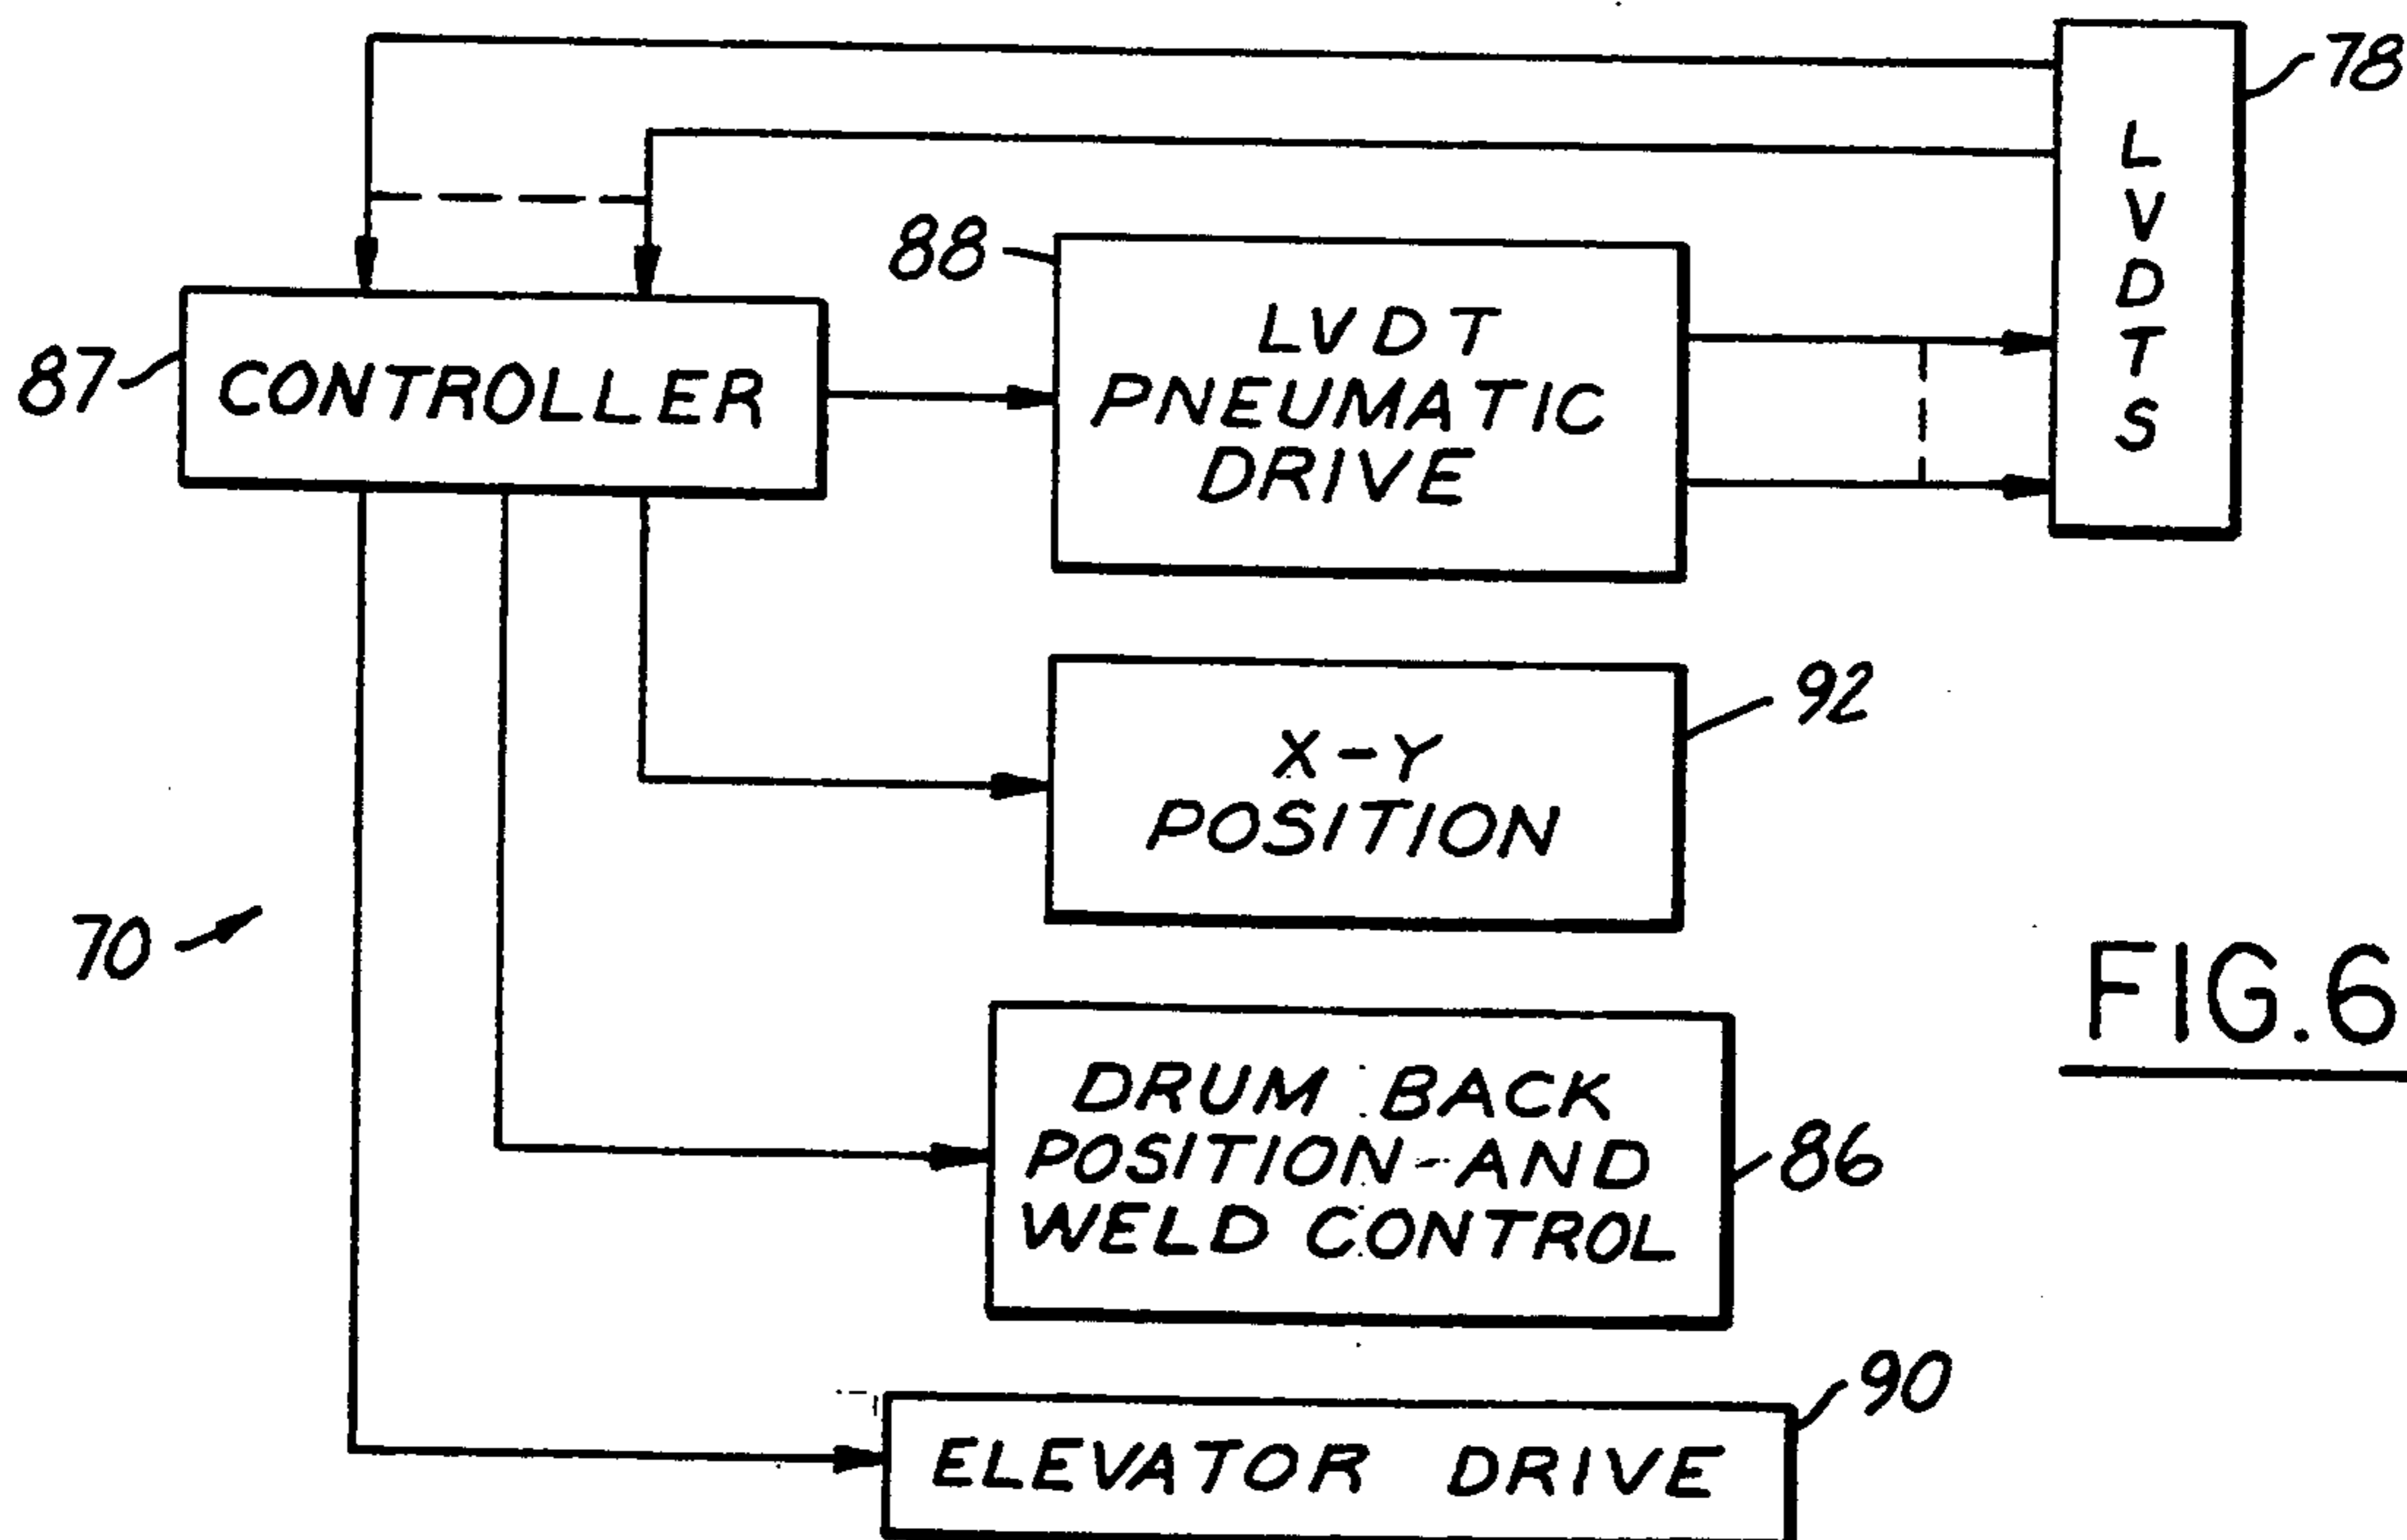 78
L
V
D
T
S
88
LVDT
PNEUMATIC
DRIVE
87
CONTROLLER
92
X-Y
POSITION
70
FIG.6
DRUM BACK
POSITION AND
WELD CONTROL
86
90
ELEVATOR DRIVE